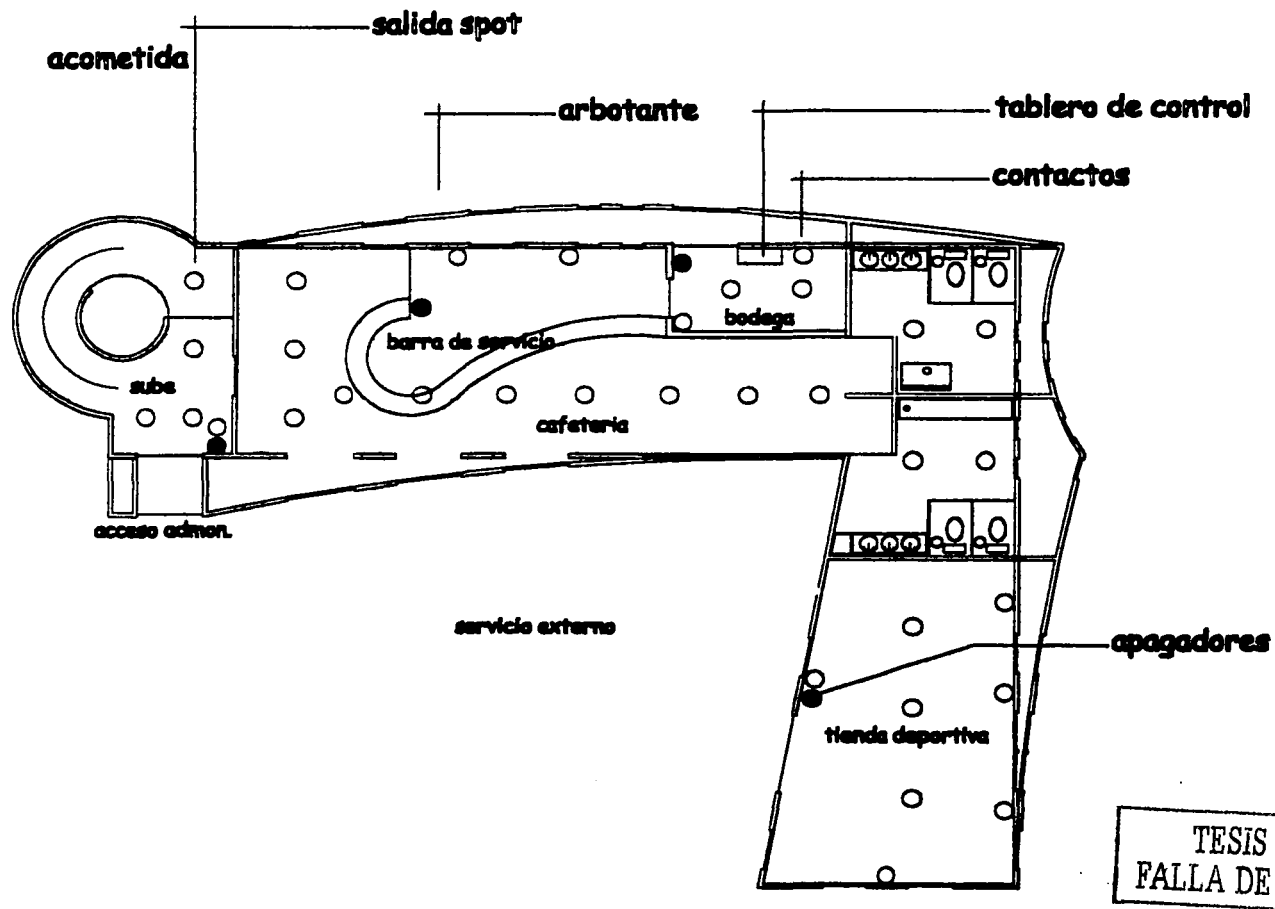 salida spot
acometida
arbotante
tablero de control
contactos
bodega
barra de servicio
sube
cafeteria
acceso admon.
servicio externo
apagadores
tienda deportiva
TESIS
FALLA DE